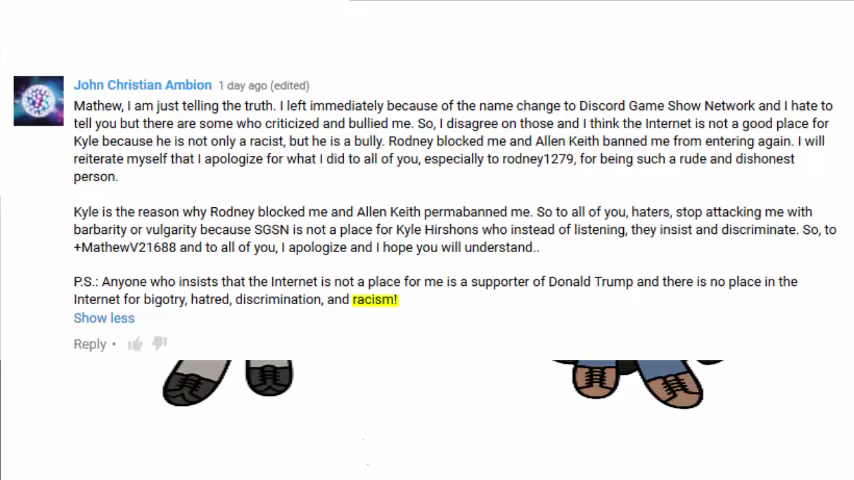 John Christian Ambion 1 day ago (edited)
Mathew, I am just telling the truth. I left immediately because of the name change to Discord Game Show Network and I hate to
tell you but there are some who criticized and bullied me. So, I disagree on those and I think the Internet is not a good place for
Kyle because he is not only a racist, but he is a bully. Rodney blocked me and Allen Keith banned me from entering again. I will
reiterate myself that I apologize for what I did to all of you, especially to rodney1279, for being such a rude and dishonest
person.
Kyle is the reason why Rodney blocked me and Allen Keith permabanned me. So to all of you, haters, stop attacking me with
barbarity or vulgarity because SGSN is not a place for Kyle Hirshons who instead of listening, they insist and discriminate. So, to
+MathewV21688 and to all of you, I apologize and I hope you will understand..
P.S.: Anyone who insists that the Internet is not a place for me is a supporter of Donald Trump and there is no place in the
Internet for bigotry, hatred, discrimination, and racism!
Show less
Reply •